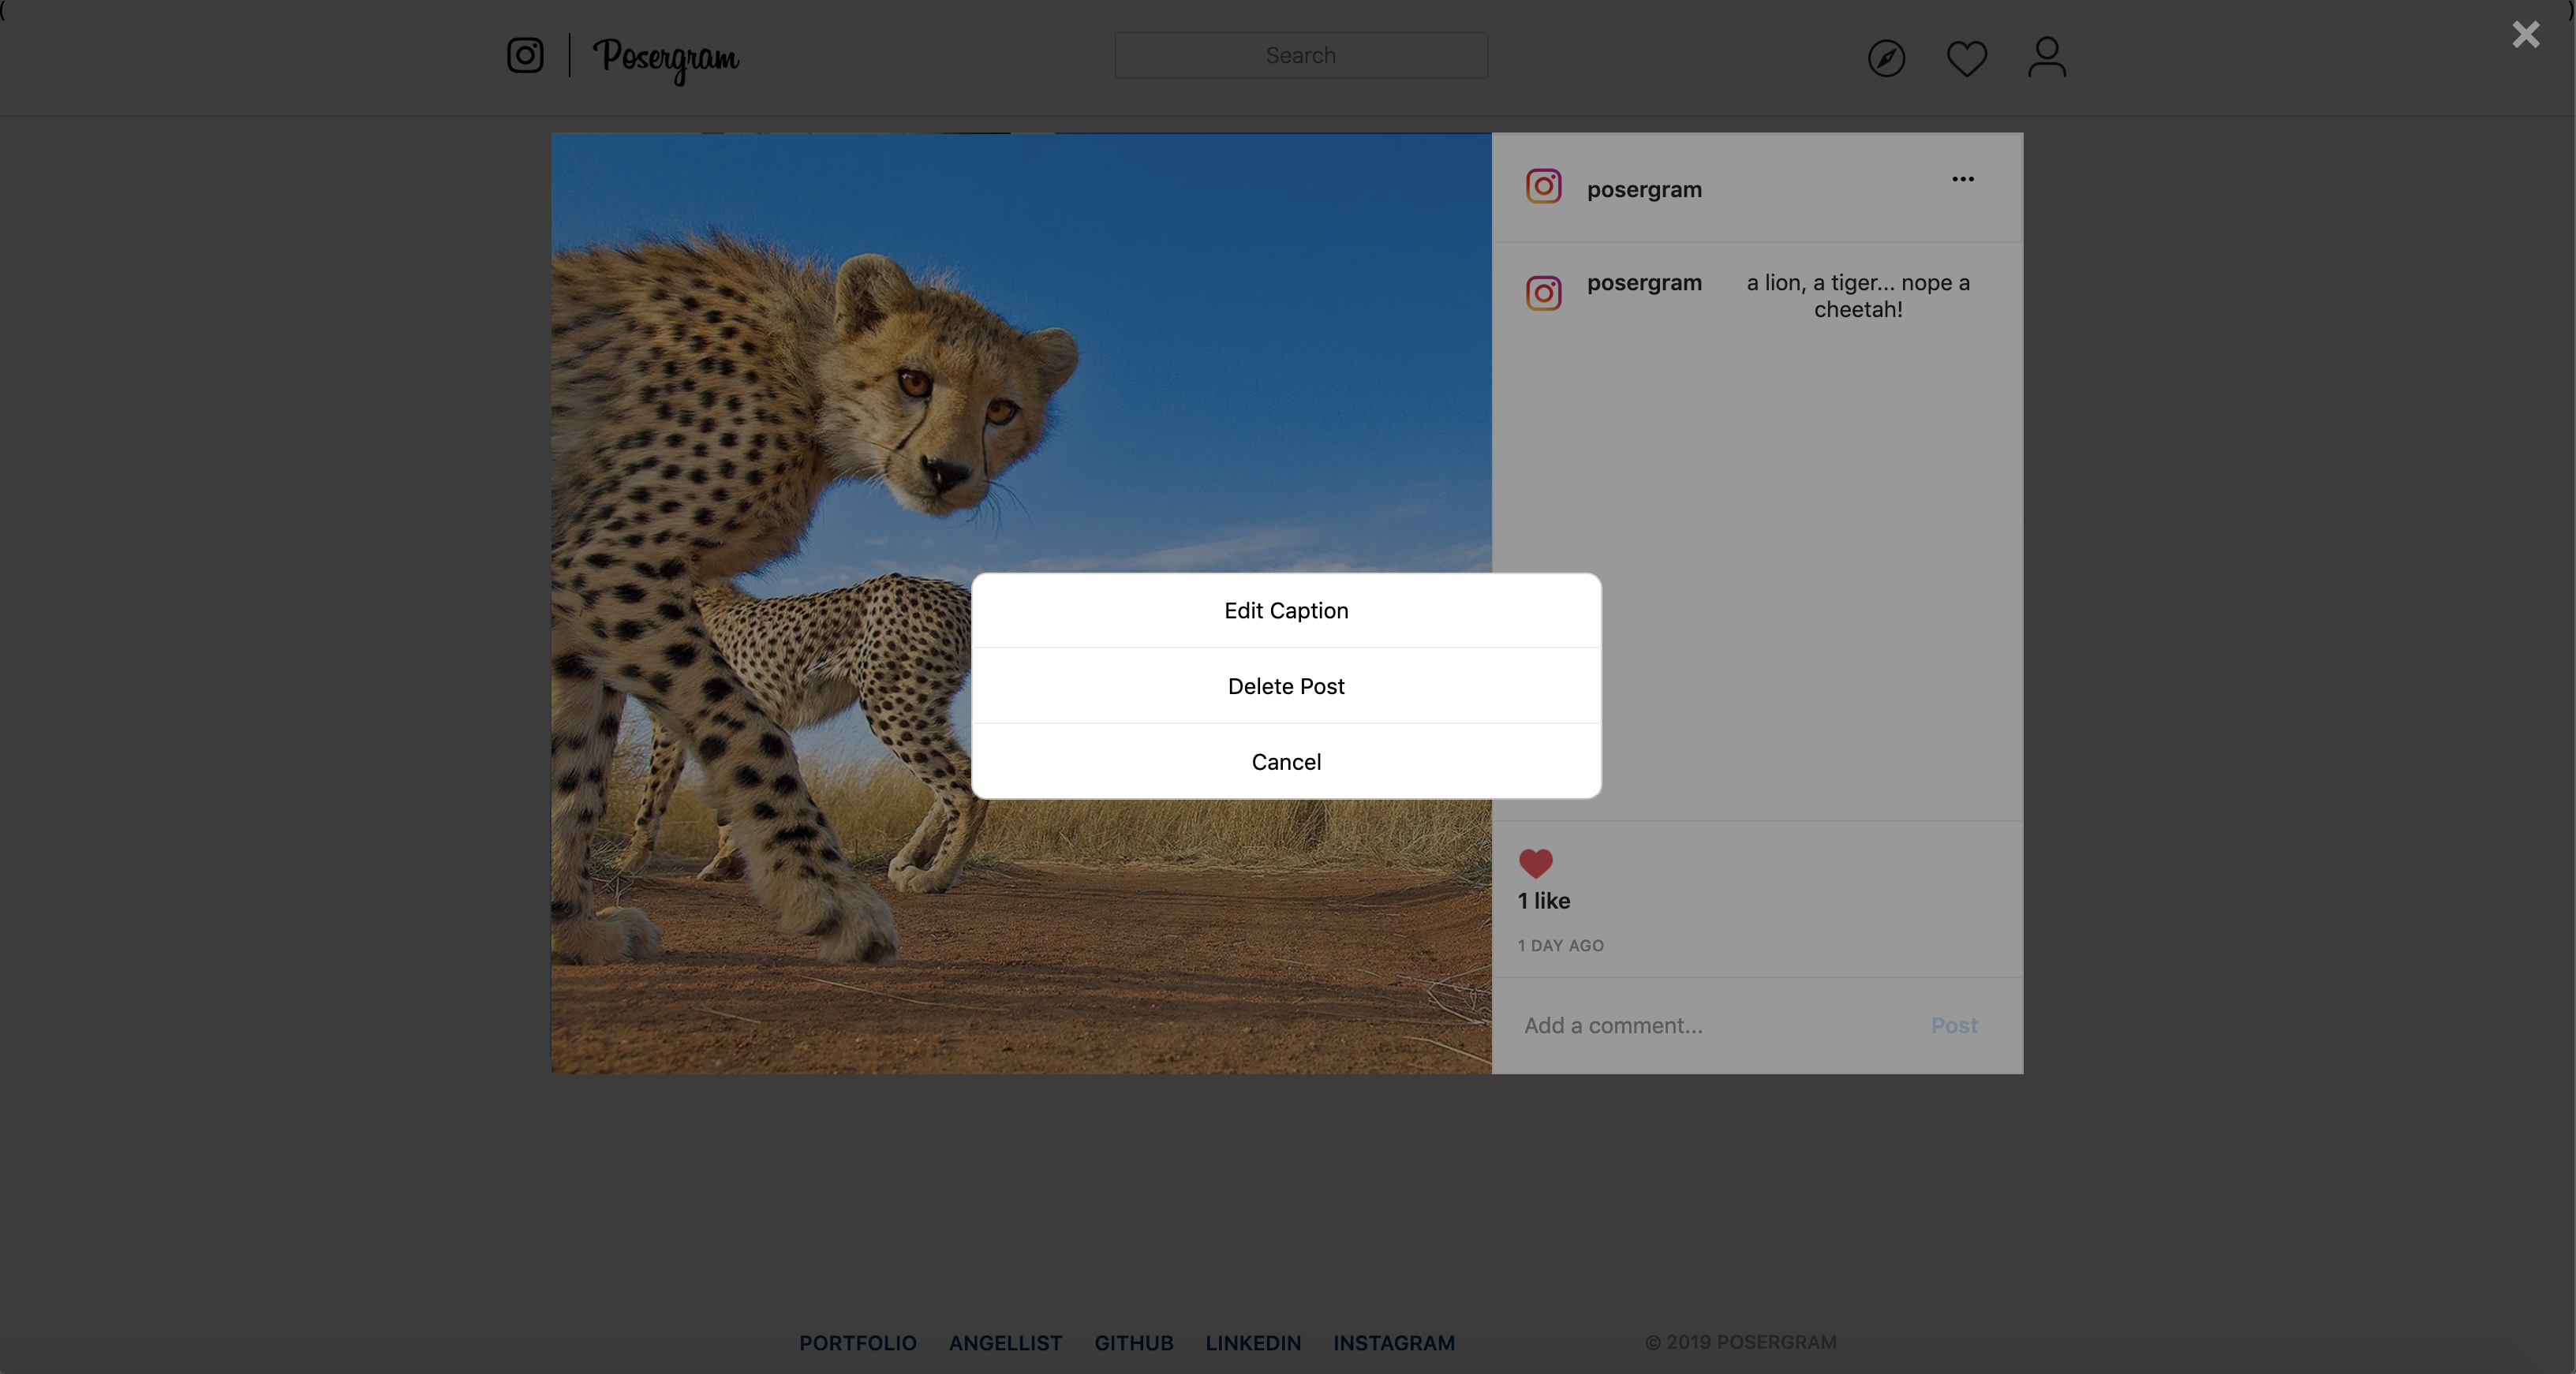 (
)
Posergram
Search
posergram
posergram
a lion, a tiger... nope a
cheetah!
Edit Caption
Delete Post
Cancel
1 like
1 DAY AGO
Add a comment...
Post
PORTFOLIO
ANGELLIST
GITHUB
LINKEDIN
INSTAGRAM
© 2019 POSERGRAM